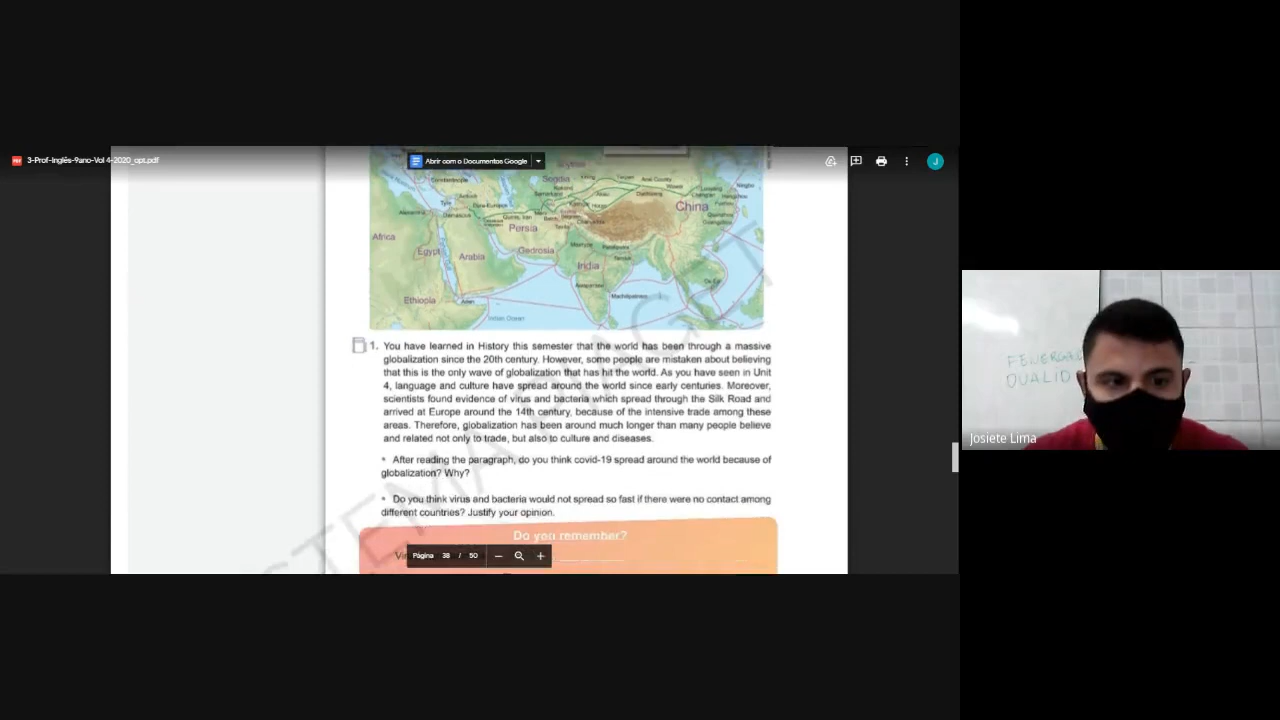 3-Prof-Inglês-9ano-Vol 4-2020_opt.pdf
Abrir com o Documentos Google
J
Sogdia
China
Africa
Persia
Egypt
Arabia
Gedrosia
India
Ethiopia
Indian Ocean
1. You have learned in History this semester that the world has been through a massive
globalization since the 20th century. However, some people are mistaken about believing
that this is the only wave of globalization that has hit the world. As you have seen in Unit
4, language and culture have spread around the world since early centuries. Moreover,
scientists found evidence of virus and bacteria which spread through the Silk Road and
arrived at Europe around the 14th century, because of the intensive trade among these
areas. Therefore, globalization has been around much longer than many people believe
and related not only to trade, but also to culture and diseases.
* After reading the paragraph, do you think covid-19 spread around the world because of
globalization? Why?
* Do you think virus and bacteria would not spread so fast if there were no contact among
different countries? Justify your opinion.
Do you remember?
Página 38 / 50
DUALID
Josiete Lima